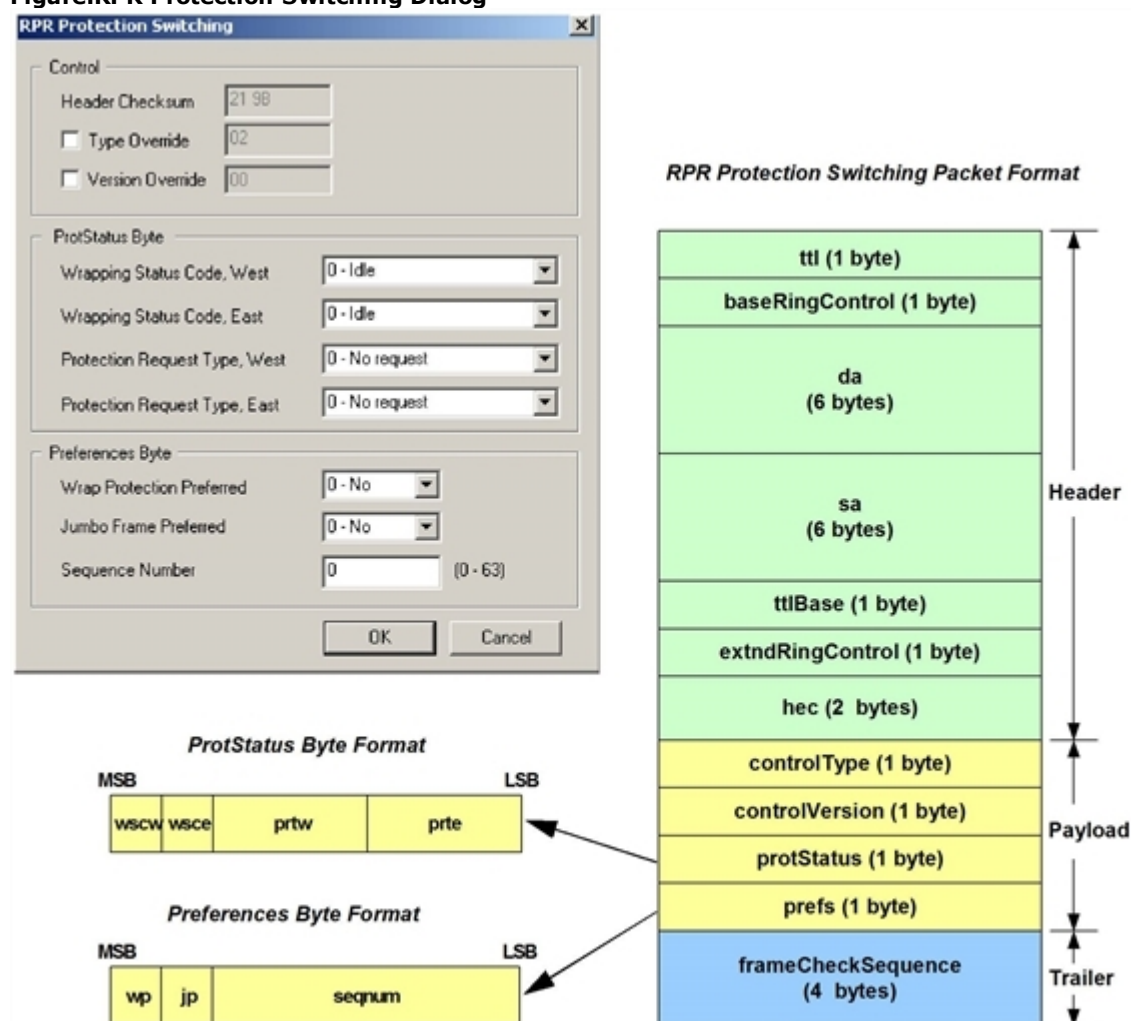 Figure:RPR Protection Switching Dialog
RPR Protection Switching
Control
Header Checksum
21 9B
Type Override
02
Version Override
00
ProtStatus Byte
Wrapping Status Code, West
0 - Idle
Wrapping Status Code, East
0 - Idle
Protection Request Type, West
0 - No request
Protection Request Type, East
0 - No request
Preferences Byte
Wrap Protection Preferred
0 - No
Jumbo Frame Preferred
0 - No
Sequence Number
0
(0 - 63)
OK
Cancel
RPR Protection Switching Packet Format
ttl (1 byte)
baseRingControl (1 byte)
da
(6 bytes)
sa
(6 bytes)
ttlBase (1 byte)
extndRingControl (1 byte)
hec (2 bytes)
Header
controlType (1 byte)
controlVersion (1 byte)
protStatus (1 byte)
prefs (1 byte)
Payload
frameCheckSequence
(4 bytes)
Trailer
ProtStatus Byte Format
MSB
LSB
wscw
wsce
prtw
prte
Preferences Byte Format
MSB
LSB
wp
jp
seqnum